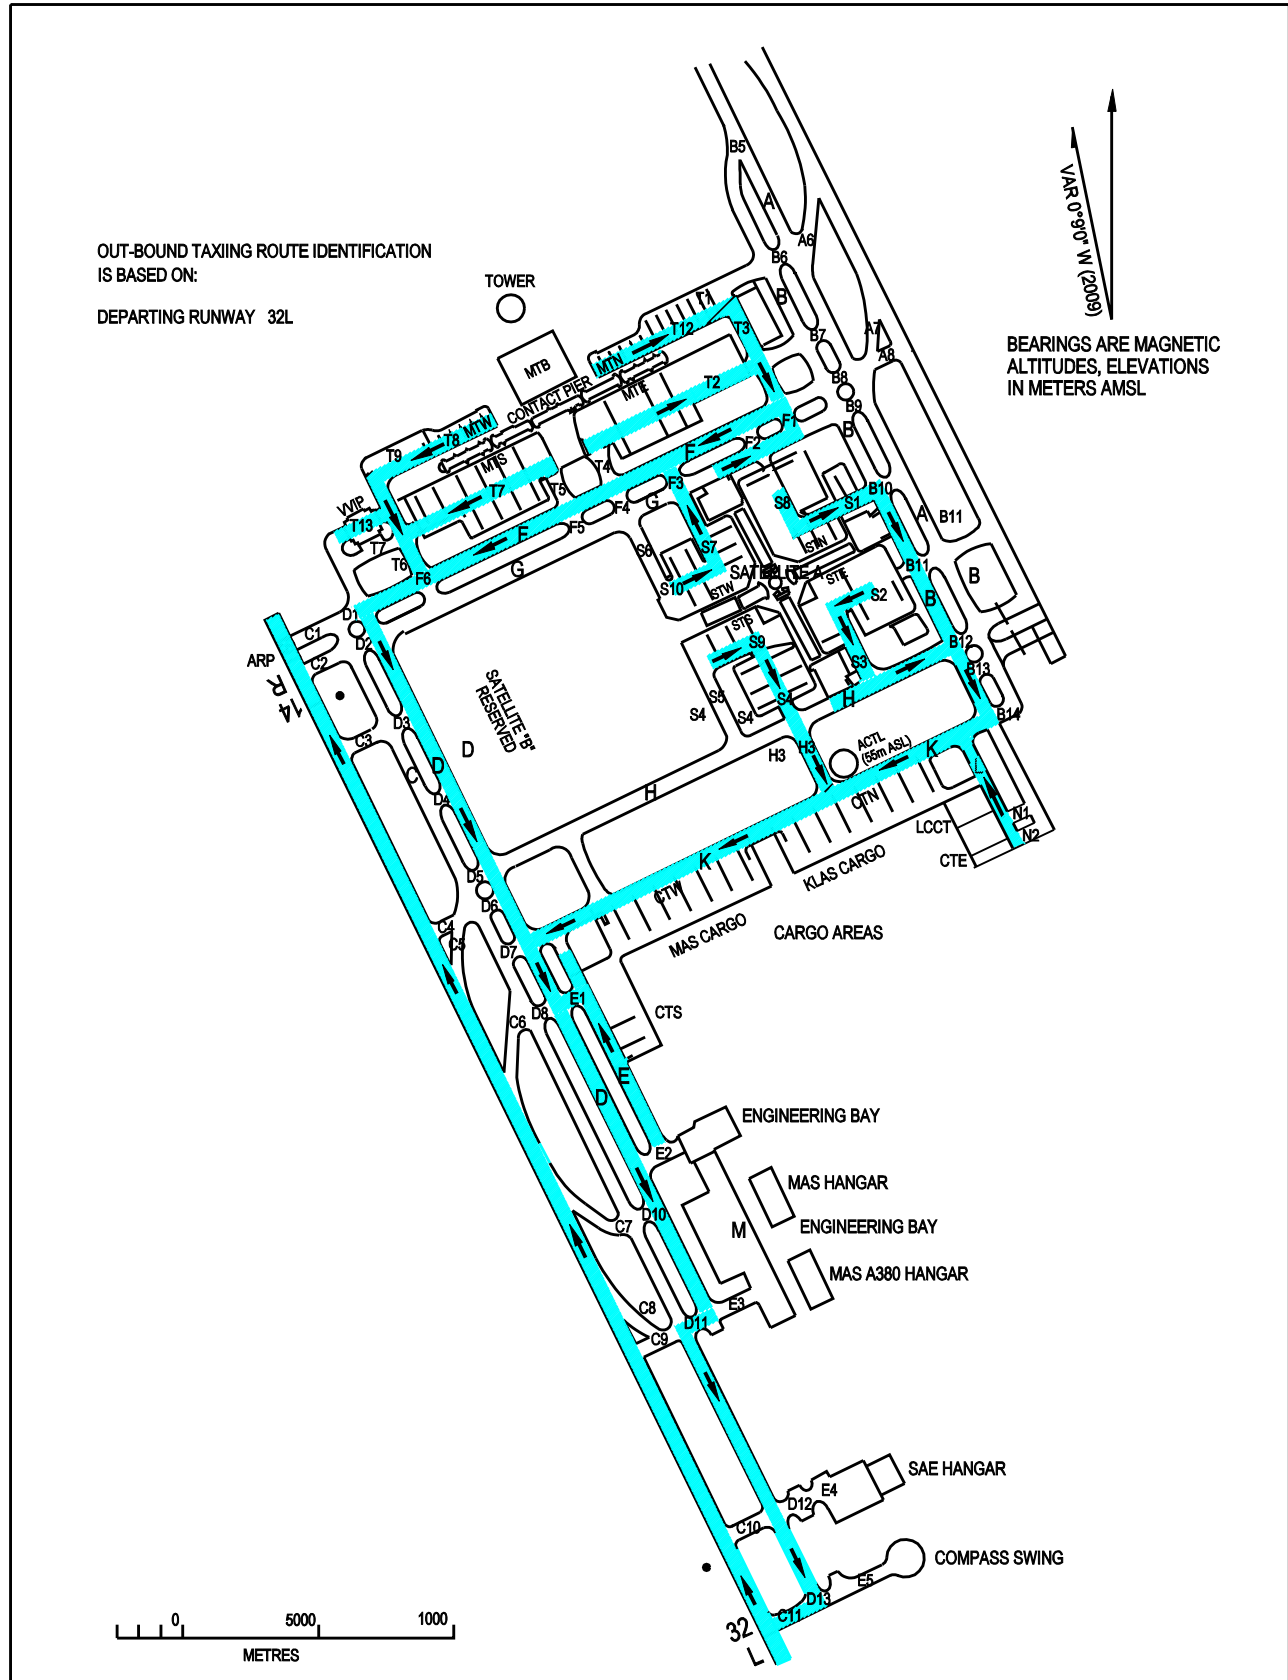 B5
A
A6
B6
B
VAR 0°9'0" W (2009)
OUT-BOUND TAXIING ROUTE IDENTIFICATION
IS BASED ON:
DEPARTING RUNWAY 32L
TOWER
BEARINGS ARE MAGNETIC
ALTITUDES, ELEVATIONS
IN METERS AMSL
T1
T12
T3
B7
A7
A8
MTB
MTN
CONTACT PIER
MTE
T2
B8
B9
T8
MTW
T9
MTS
T4
F
F2
F1
B
T7
T5
F3
G
F4
F5
S8
S1
B10
A
B11
VVIP
T13
T7
T6
F
F6
G
S6
S7
STN
B11
B
S10
SATELLITE A
STW
STE
S2
B
D1
D2
C1
C2
ARP
14
R
STS
S9
S3
B12
B13
SATELLITE "B"
RESERVED
S5
S4
S4
S4
H
B14
C3
D3
C
D
D
H3
H3
ACTL
(55m ASL)
K
L
H
D4
CTN
N1
N2
LCCT
CTE
KLAS CARGO
K
CTW
MAS CARGO
CARGO AREAS
D5
D6
C4
C5
D7
E1
D8
C6
CTS
E
D
ENGINEERING BAY
E2
MAS HANGAR
D10
C7
M
ENGINEERING BAY
MAS A380 HANGAR
C8
E3
D11
C9
SAE HANGAR
E4
D12
C10
COMPASS SWING
E5
D13
C11
32
L
0 5000 1000
METRES